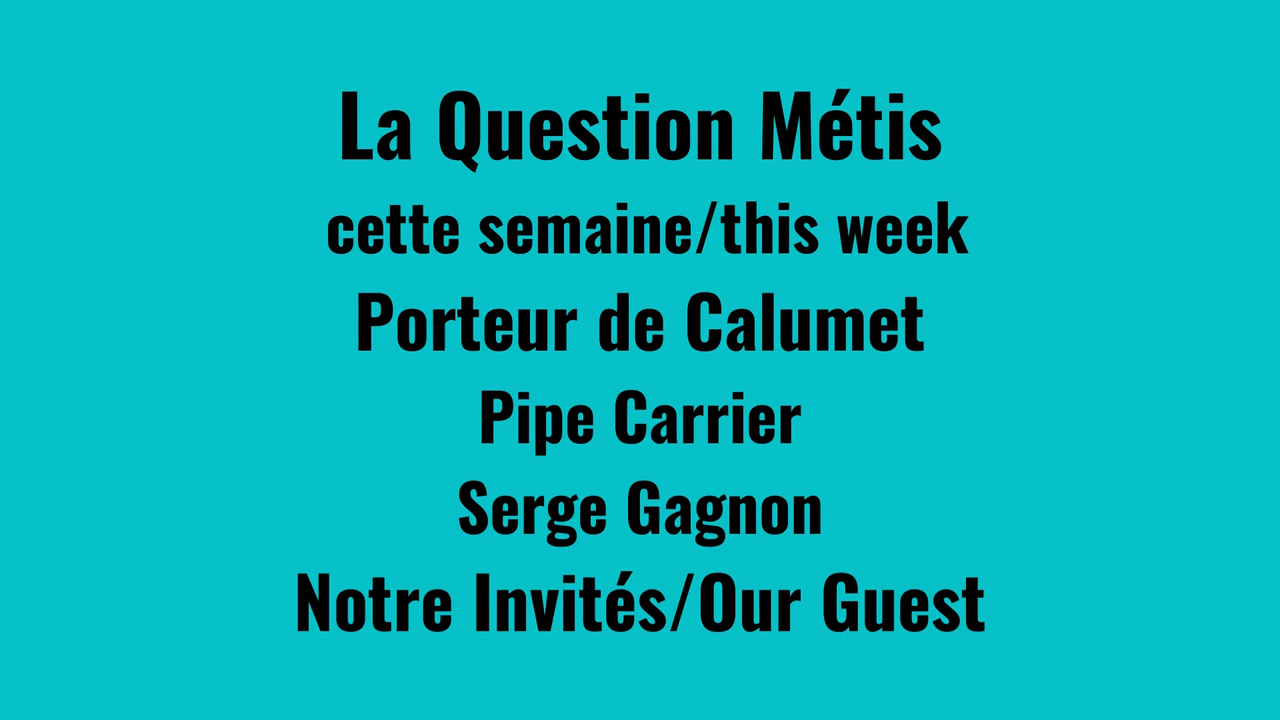 La Question Métis
cette semaine/this week
Porteur de Calumet
Pipe Carrier
Serge Gagnon
Notre Invités/Our Guest